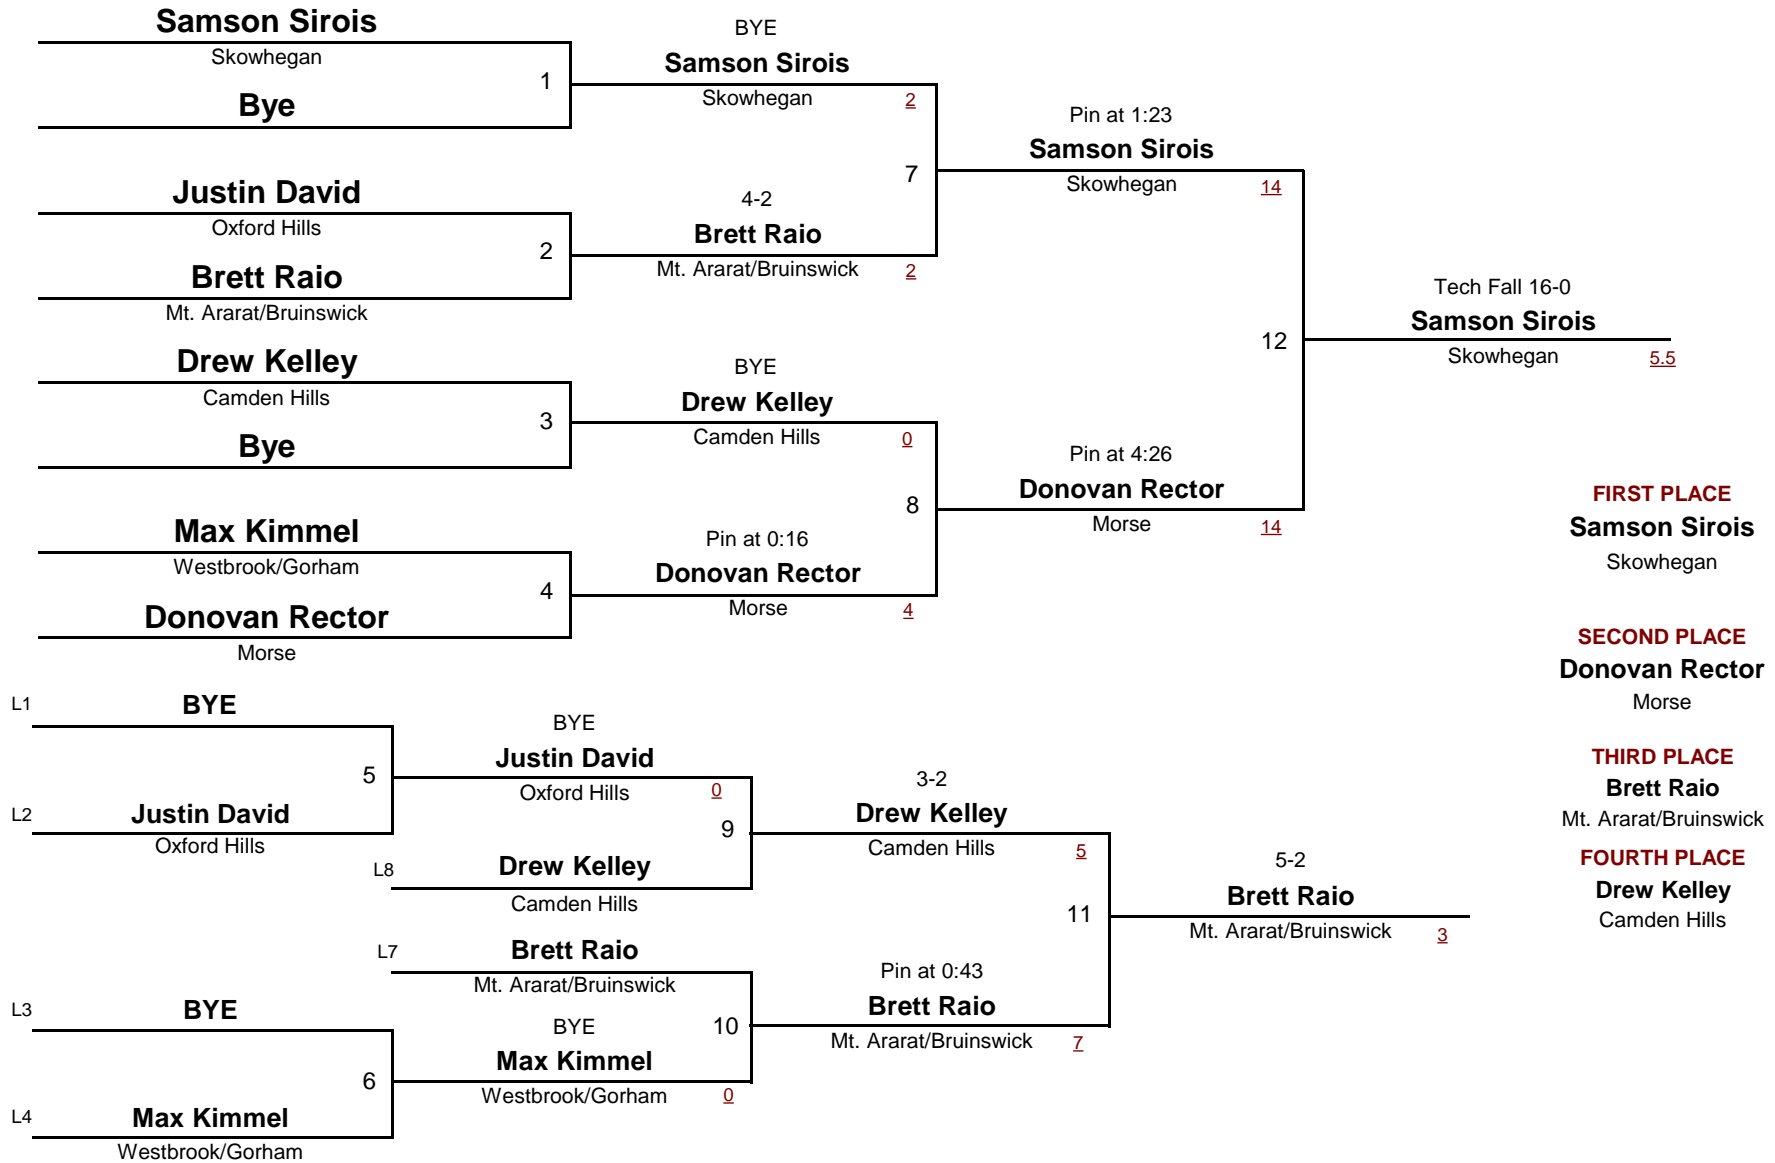 Samson Sirois
Skowhegan
1
Bye
BYE
Samson Sirois
Skowhegan
2
Justin David
Oxford Hills
2
Brett Raio
Mt. Ararat/Bruinswick
4-2
Brett Raio
Mt. Ararat/Bruinswick
2
7
Pin at 1:23
Samson Sirois
Skowhegan
14
Drew Kelley
Camden Hills
3
Bye
BYE
Drew Kelley
Camden Hills
0
Max Kimmel
Westbrook/Gorham
4
Donovan Rector
Morse
Pin at 0:16
Donovan Rector
Morse
4
8
Pin at 4:26
Donovan Rector
Morse
14
12
Tech Fall 16-0
Samson Sirois
Skowhegan
5.5
FIRST PLACE
Samson Sirois
Skowhegan
SECOND PLACE
Donovan Rector
Morse
THIRD PLACE
Brett Raio
Mt. Ararat/Bruinswick
FOURTH PLACE
Drew Kelley
Camden Hills
L1
BYE
5
L2
Justin David
Oxford Hills
BYE
Justin David
Oxford Hills
0
9
L8
Drew Kelley
Camden Hills
3-2
Drew Kelley
Camden Hills
5
L7
Brett Raio
Mt. Ararat/Bruinswick
10
L3
BYE
6
L4
Max Kimmel
Westbrook/Gorham
BYE
Max Kimmel
Westbrook/Gorham
0
Pin at 0:43
Brett Raio
Mt. Ararat/Bruinswick
7
11
5-2
Brett Raio
Mt. Ararat/Bruinswick
3